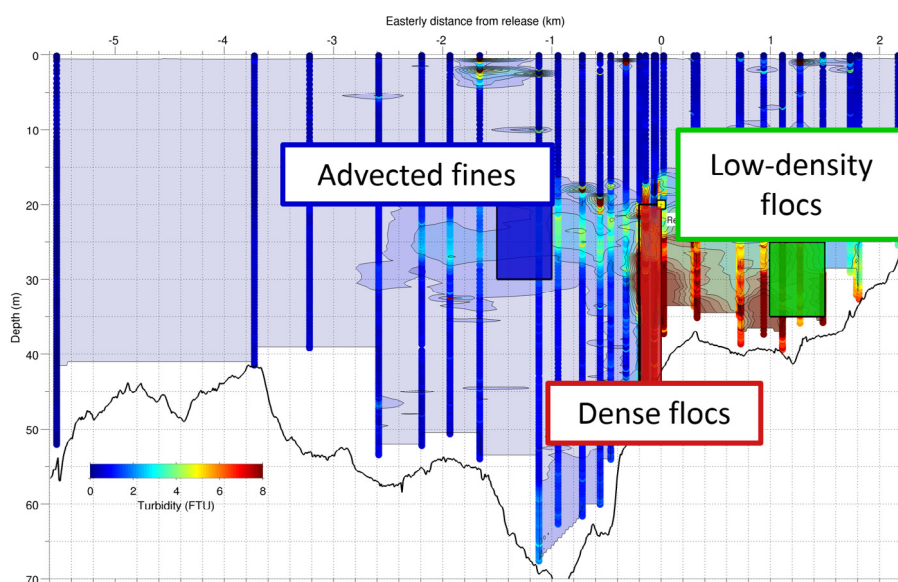 Easterly distance from release (km)
-5 -4 -3 -2 -1 0 1 2
0
10
Advected fines
Low-density
flocs
20
Re
30
Depth (m)
40
Dense flocs
50
0 2 4 6 8
Turbidity (FTU)
60
70